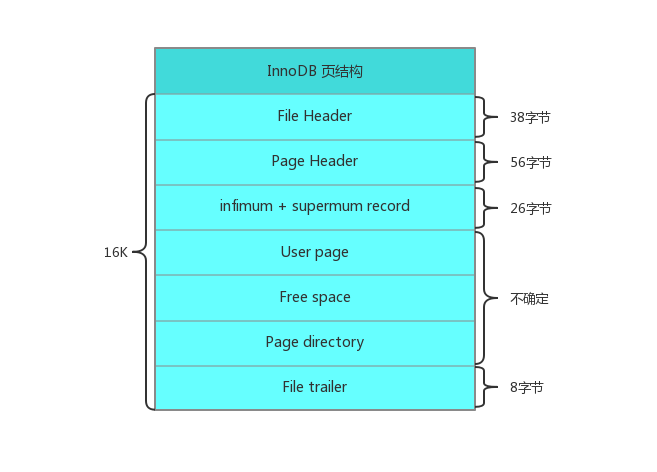 InnoDB 页结构
File Header
38字节
Page Header
56字节
infimum + supermum record
26字节
User page
16K
Free space
不确定
Page directory
File trailer
8字节